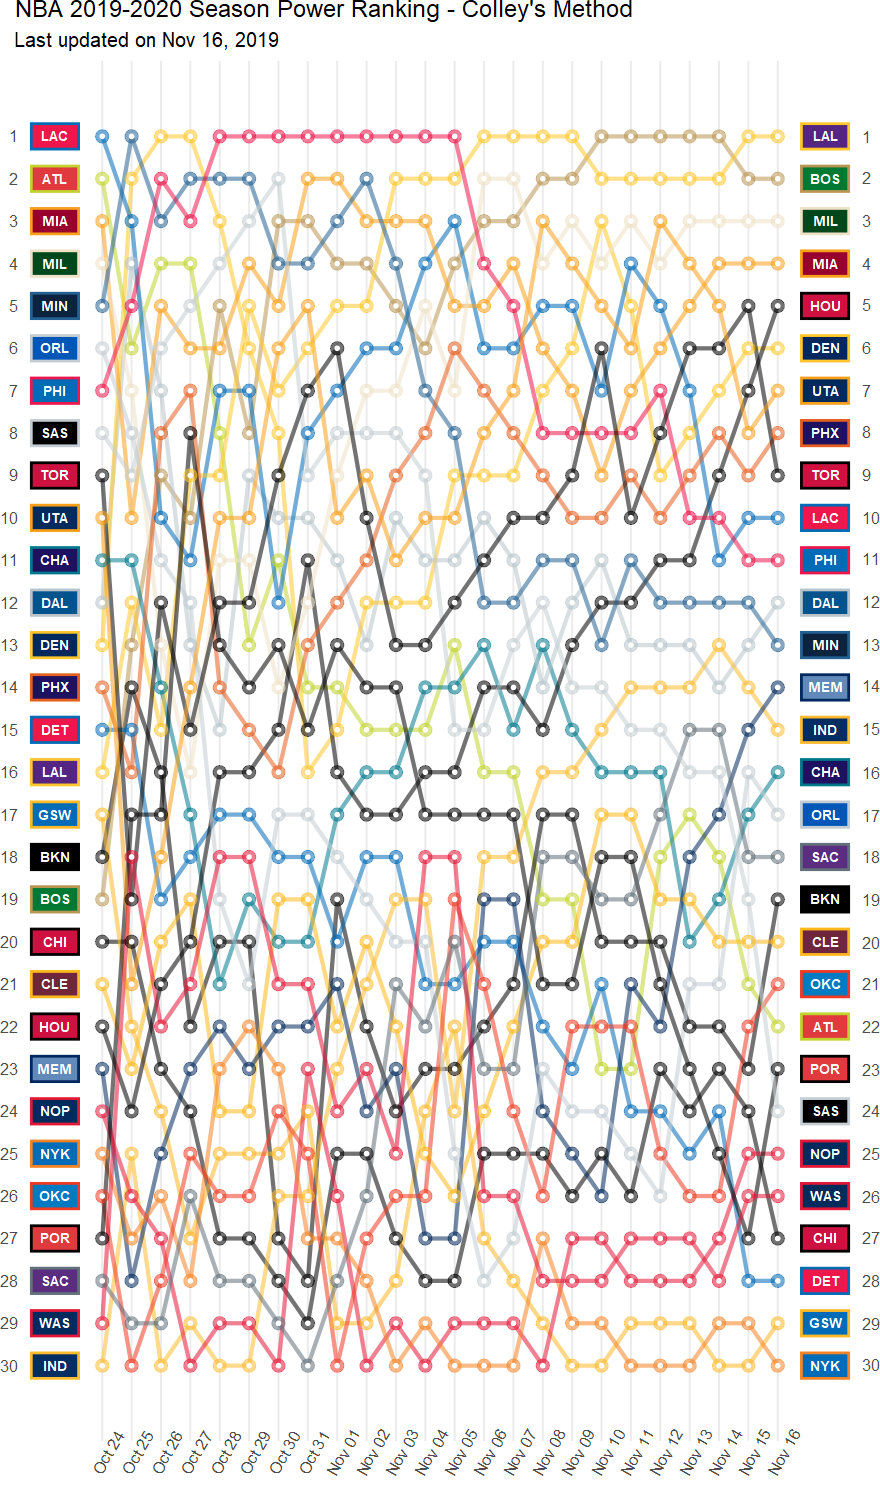 NBA 2019-2020 Season Power Ranking - Colley's Method
Last updated on Nov 16, 2019
1 LAC LAL 1
2 ATL BOS 2
3 MIA MIL 3
4 MIL MIA 4
5 MIN HOU 5
6 ORL DEN 6
7 PHI UTA 7
8 SAS PHX 8
9 TOR TOR 9
10 UTA LAC 10
11 CHA PHI 11
12 DAL DAL 12
13 DEN MIN 13
14 PHX MEM 14
15 DET IND 15
16 LAL CHA 16
17 GSW ORL 17
18 BKN SAC 18
19 BOS BKN 19
20 CHI CLE 20
21 CLE OKC 21
22 HOU ATL 22
23 MEM POR 23
24 NOP SAS 24
25 NYK NOP 25
26 OKC WAS 26
27 POR CHI 27
28 SAC DET 28
29 WAS GSW 29
30 IND NYK 30
Oct 24 Oct 25 Oct 26 Oct 27 Oct 28 Oct 29 Oct 30 Oct 31 Nov 01 Nov 02 Nov 03 Nov 04 Nov 05 Nov 06 Nov 07 Nov 08 Nov 09 Nov 10 Nov 11 Nov 12 Nov 13 Nov 14 Nov 15 Nov 16